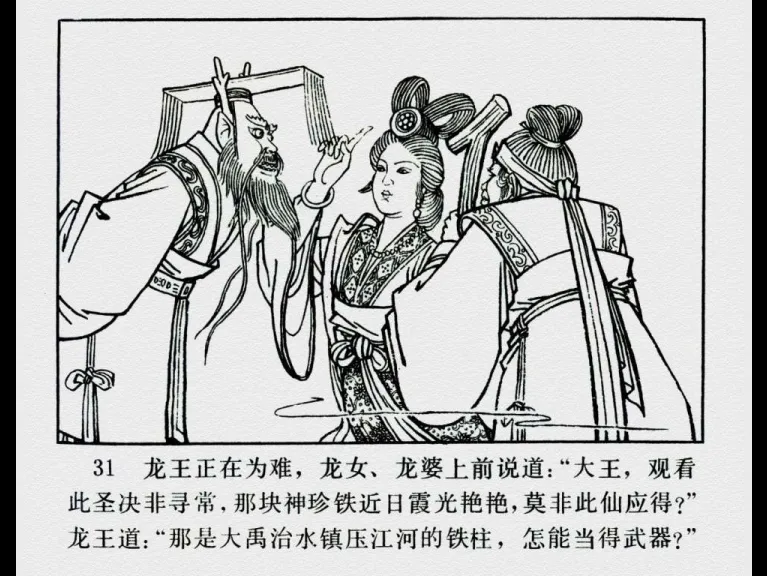 31 龙王正在为难，龙女、龙婆上前说道：“大王，观看
此圣决非寻常，那块神珍铁近日霞光艳艳，莫非此仙应得？”
龙王道：“那是大禹治水镇压江河的铁柱，怎能当得武器？”